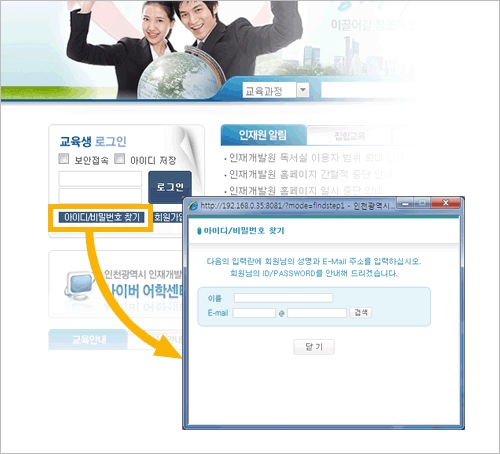 이끌어갈
교육과정
교육생 로그인
보안접속 아이디 저장
로그인
아이디/비밀번호 찾기
회원가입
인재원 알림 집합교육
· 인재개발원 독서실 이용자 범위 확대 안내
· 인재개발원 홈페이지 간헐적 중단 안내
· 인재개발원 홈페이지 일시 중단 안내
인천광역시 인재개발
사이버 어학센터
교육안내
http://192.168.0.35:8081/?mode=findstep1 - 인천광역시
아이디/비밀번호 찾기
다음의 입력란에 회원님의 성명과 E-Mail 주소를 입력하십시오.
회원님의 ID/PASSWORD를 안내해 드리겠습니다.
이름
E-mail @ 검색
닫 기